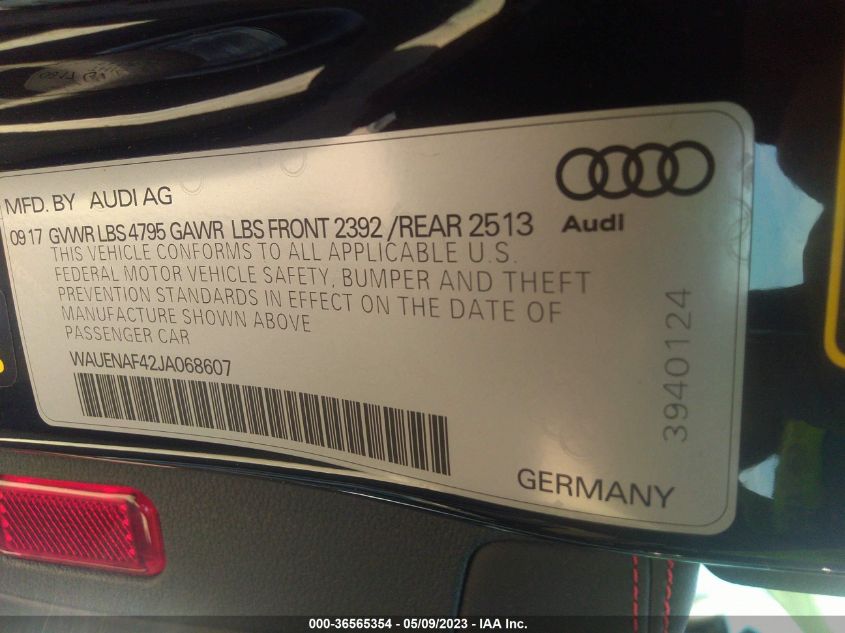 MFD. BY AUDI AG
09 17 GVWR LBS 4795 GAWR LBS FRONT 2392 /REAR 2513
THIS VEHICLE CONFORMS TO ALL APPLICABLE U.S.
FEDERAL MOTOR VEHICLE SAFETY, BUMPER AND THEFT
PREVENTION STANDARDS IN EFFECT ON THE DATE OF
MANUFACTURE SHOWN ABOVE
PASSENGER CAR
WAUENAF42JA068607
Audi
3940124
GERMANY
000-36565354 - 05/09/2023 - IAA Inc.